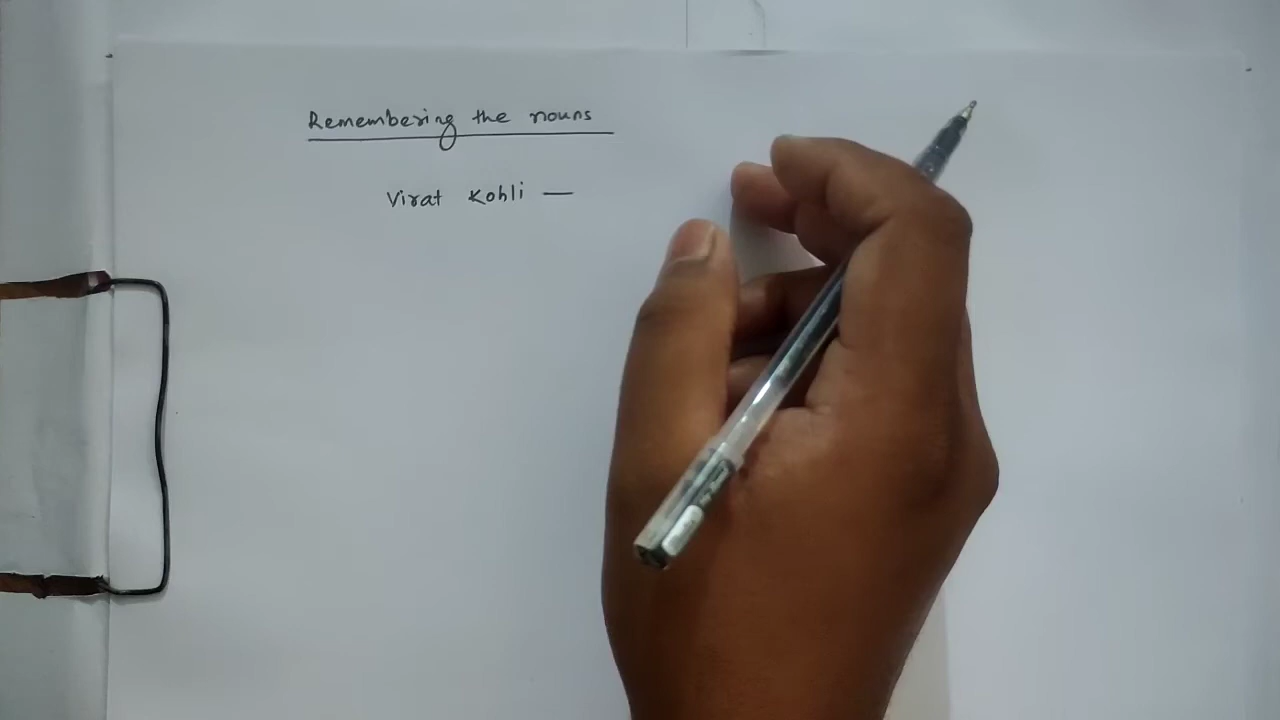 Remembering the nouns
Virat Kohli —